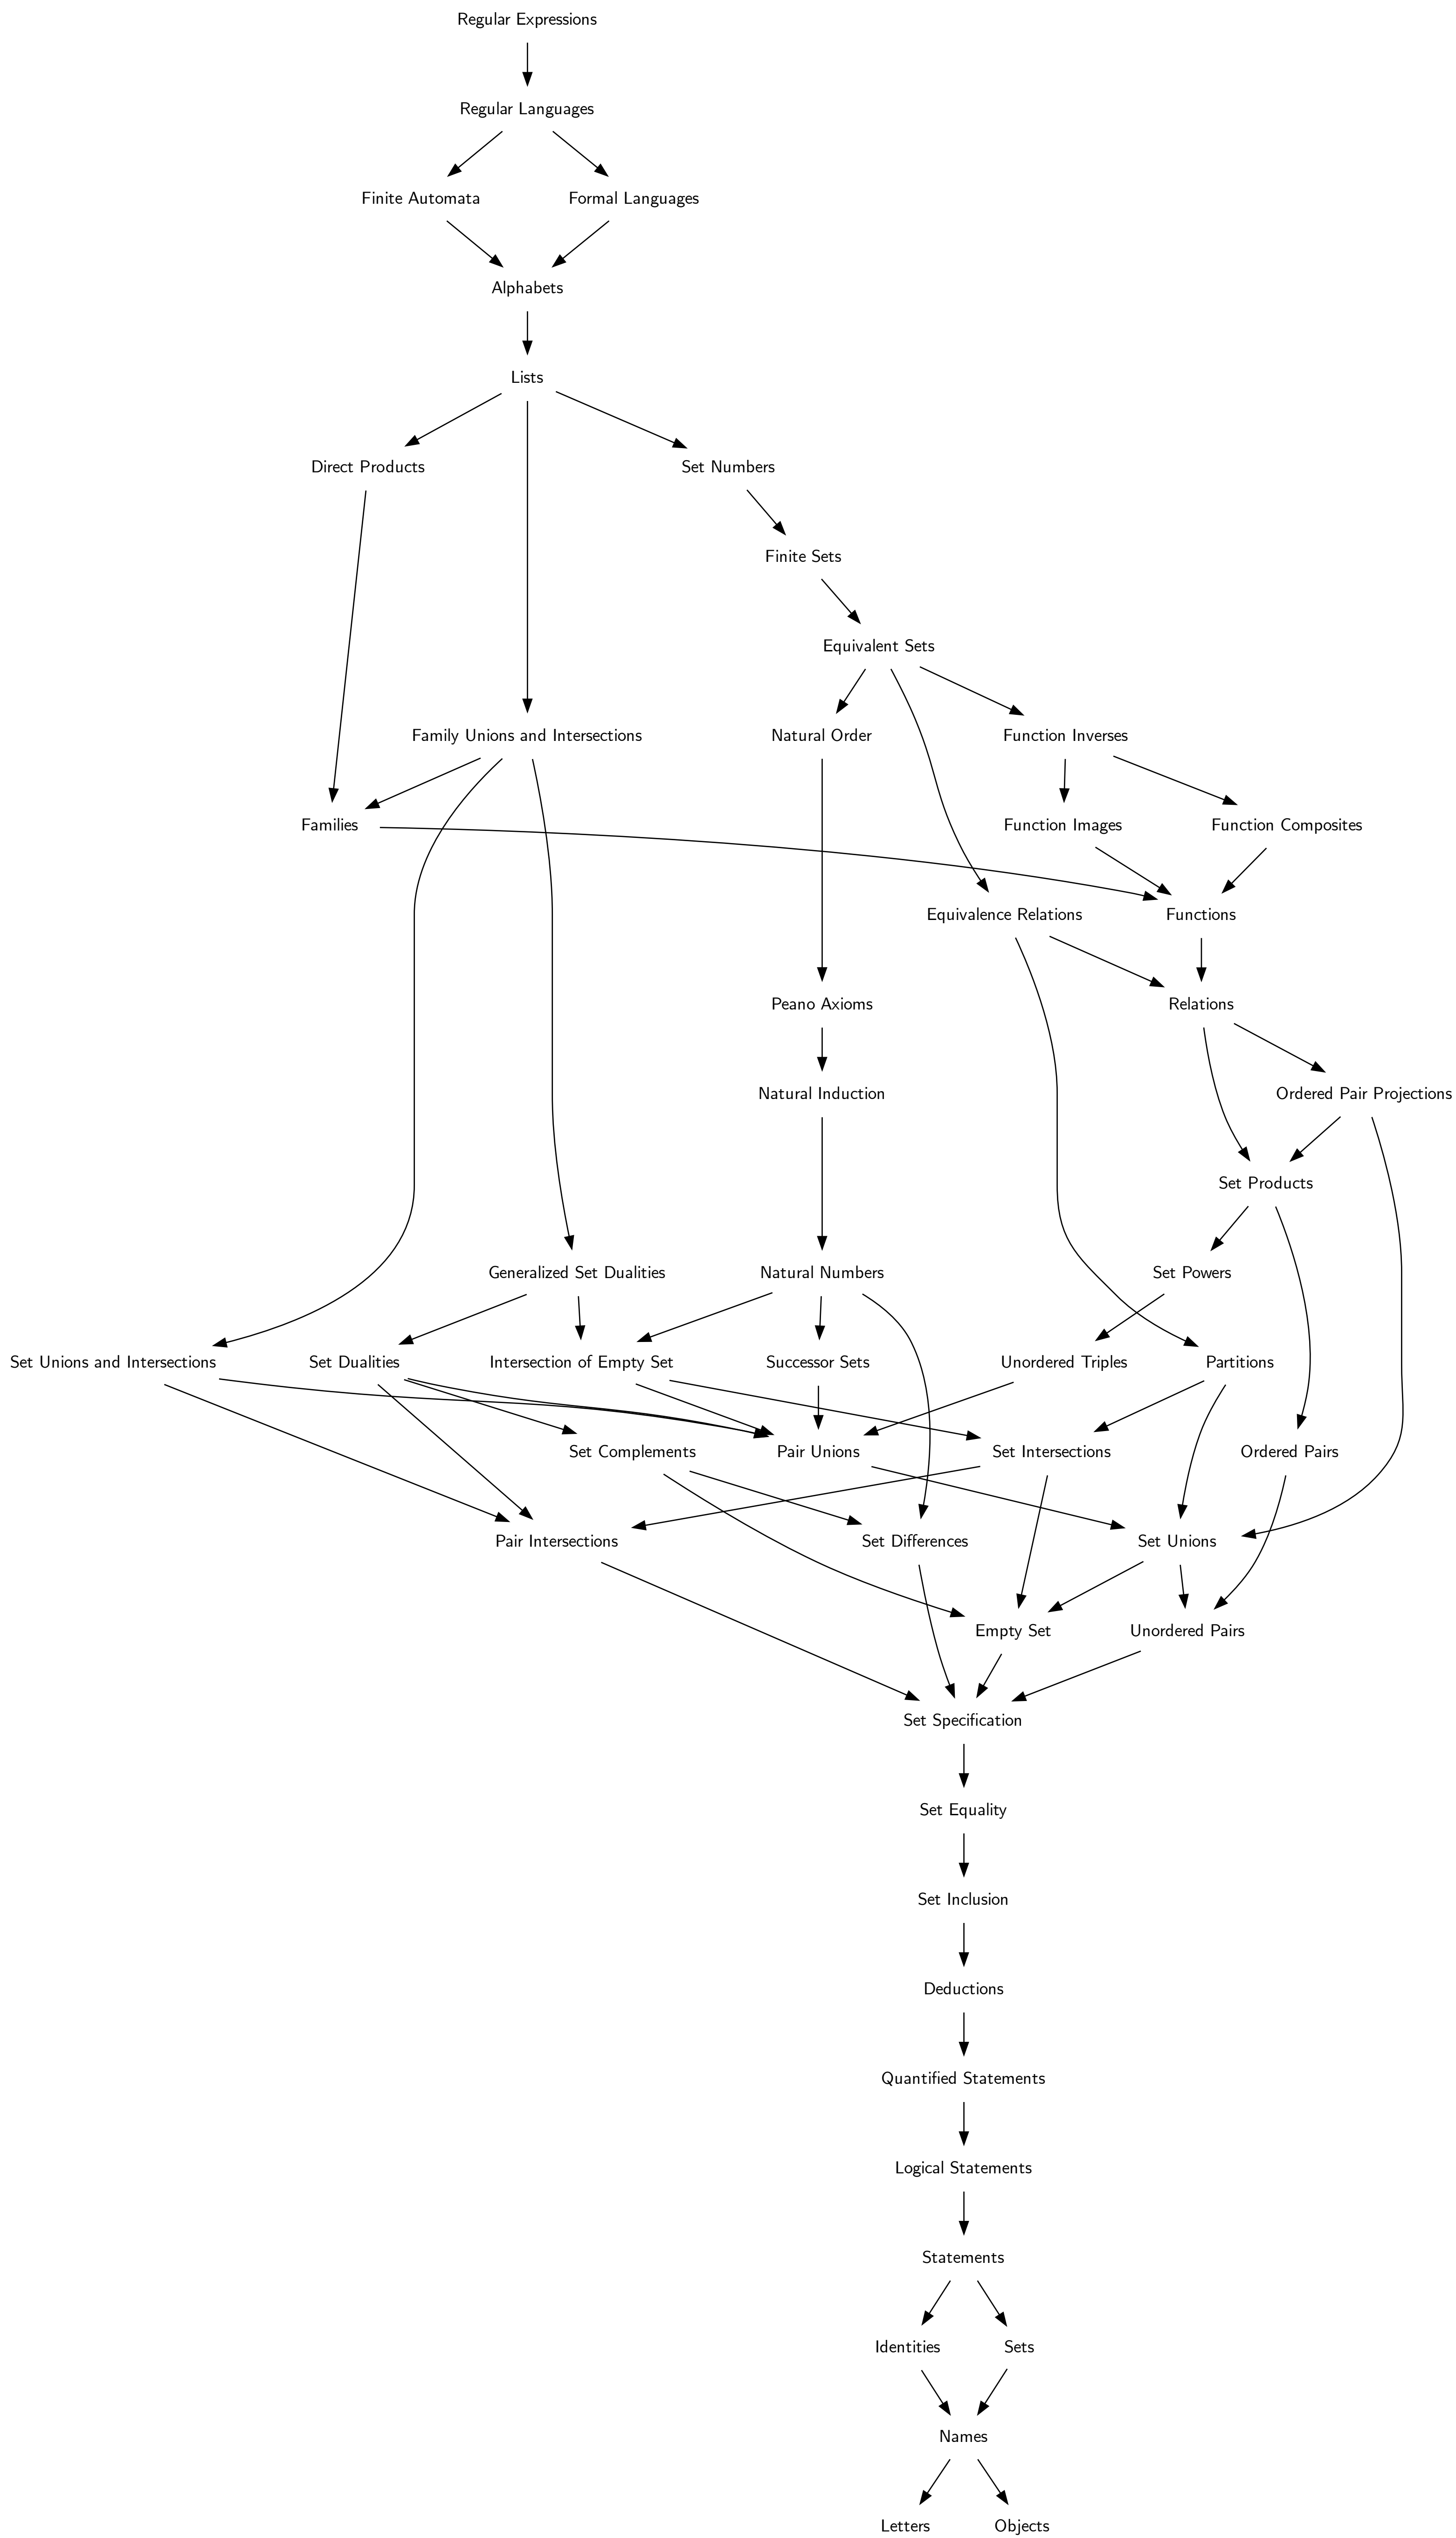 Regular Expressions
Regular Languages
Finite Automata
Formal Languages
Alphabets
Lists
Direct Products
Set Numbers
Finite Sets
Equivalent Sets
Family Unions and Intersections
Natural Order
Function Inverses
Families
Function Images
Function Composites
Equivalence Relations
Functions
Peano Axioms
Relations
Natural Induction
Ordered Pair Projections
Set Products
Generalized Set Dualities
Natural Numbers
Set Powers
Set Unions and Intersections
Set Dualities
Intersection of Empty Set
Successor Sets
Unordered Triples
Partitions
Set Complements
Pair Unions
Set Intersections
Ordered Pairs
Pair Intersections
Set Differences
Set Unions
Empty Set
Unordered Pairs
Set Specification
Set Equality
Set Inclusion
Deductions
Quantified Statements
Logical Statements
Statements
Identities
Sets
Names
Letters
Objects